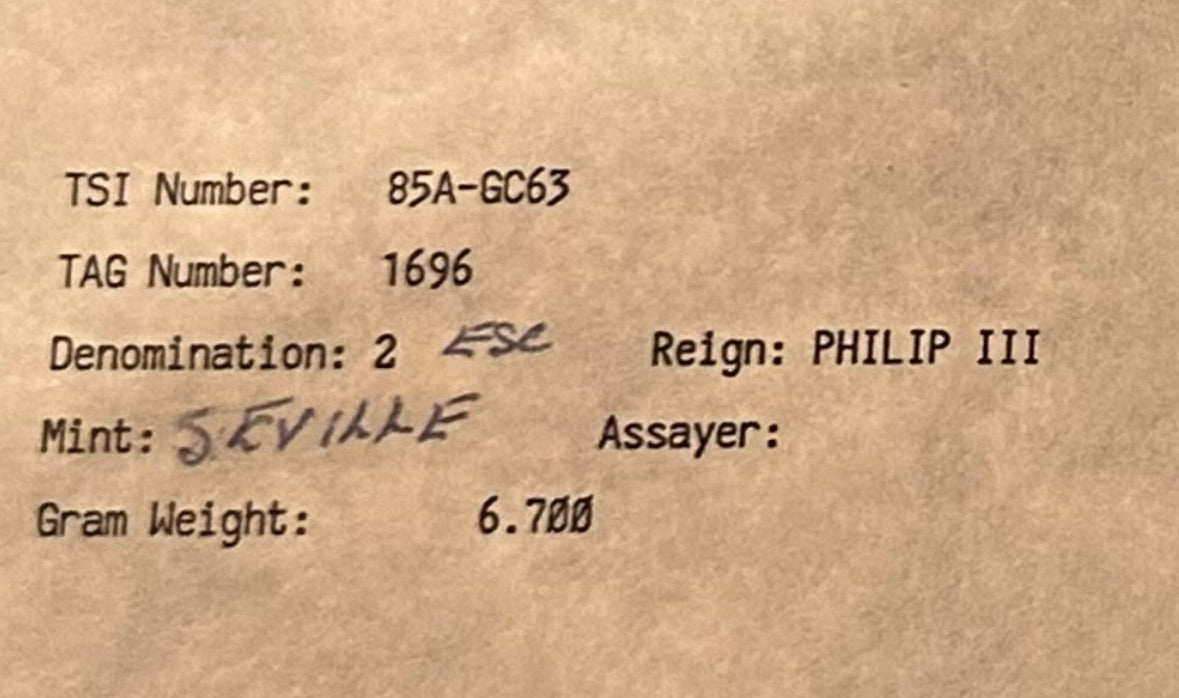 TSI Number: 85A-GC63
TAG Number: 1696
Denomination: 2 ESC Reign: PHILIP III
Mint: SEVILLE Assayer:
Gram Weight: 6.700